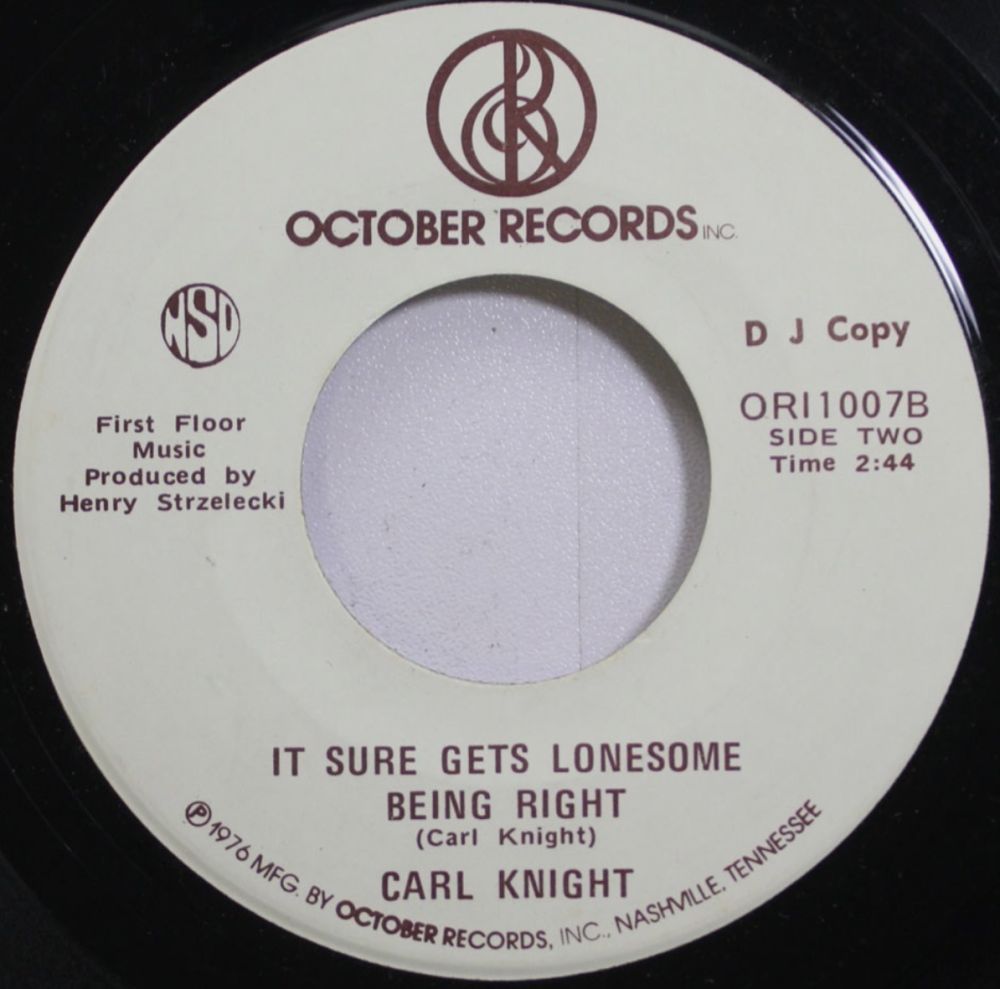 OCTOBER RECORDS INC.
NSD
D J Copy
ORI1007B
SIDE TWO
Time 2:44
First Floor
Music
Produced by
Henry Strzelecki
IT SURE GETS LONESOME
BEING RIGHT
(Carl Knight)
CARL KNIGHT
Ⓟ 1976 MFG. BY OCTOBER RECORDS, INC., NASHVILLE, TENNESSEE